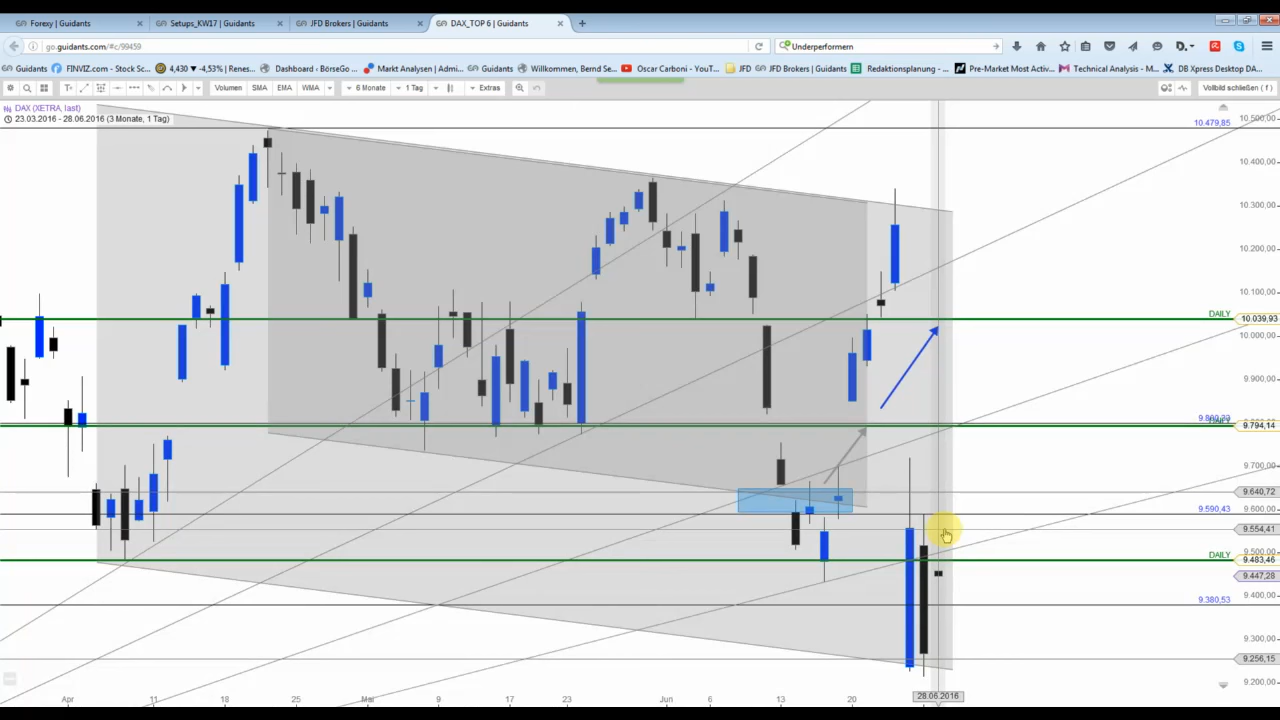 Forexy | Guidants
Setups_KW17 | Guidants
JFD Brokers | Guidants
DAX_TOP 6 | Guidants
go.guidants.com/#c/99459
Underperformern
Guidants
FINVIZ.com - Stock Sc...
4,430 ▾ -4,53% | Renes...
Dashboard ‹ BörseGo ...
Markt Analysen | Admi...
Guidants
Willkommen, Bernd Se...
Oscar Carboni - YouT...
JFD
JFD Brokers | Guidants
Redaktionsplanung - ...
Pre-Market Most Activ...
Technical Analysis - M...
DB Xpress Desktop DA...
Volumen
SMA
EMA
WMA
6 Monate
1 Tag
Extras
Vollbild schließen ( f )
DAX (XETRA, last)
23.03.2016 - 28.06.2016 (3 Monate, 1 Tag)
10.500,00
10.479,85
10.400,00
10.300,00
10.200,00
10.100,00
DAILY
10.039,93
10.000,00
9.900,00
9.794,14
9.700,00
9.640,72
9.590,43
9.600,00
9.554,41
9.500,00
DAILY
9.483,46
9.447,28
9.400,00
9.380,53
9.300,00
9.256,15
9.200,00
Apr
11
18
25
Mai
9
17
23
Jun
6
13
20
28.06.2016